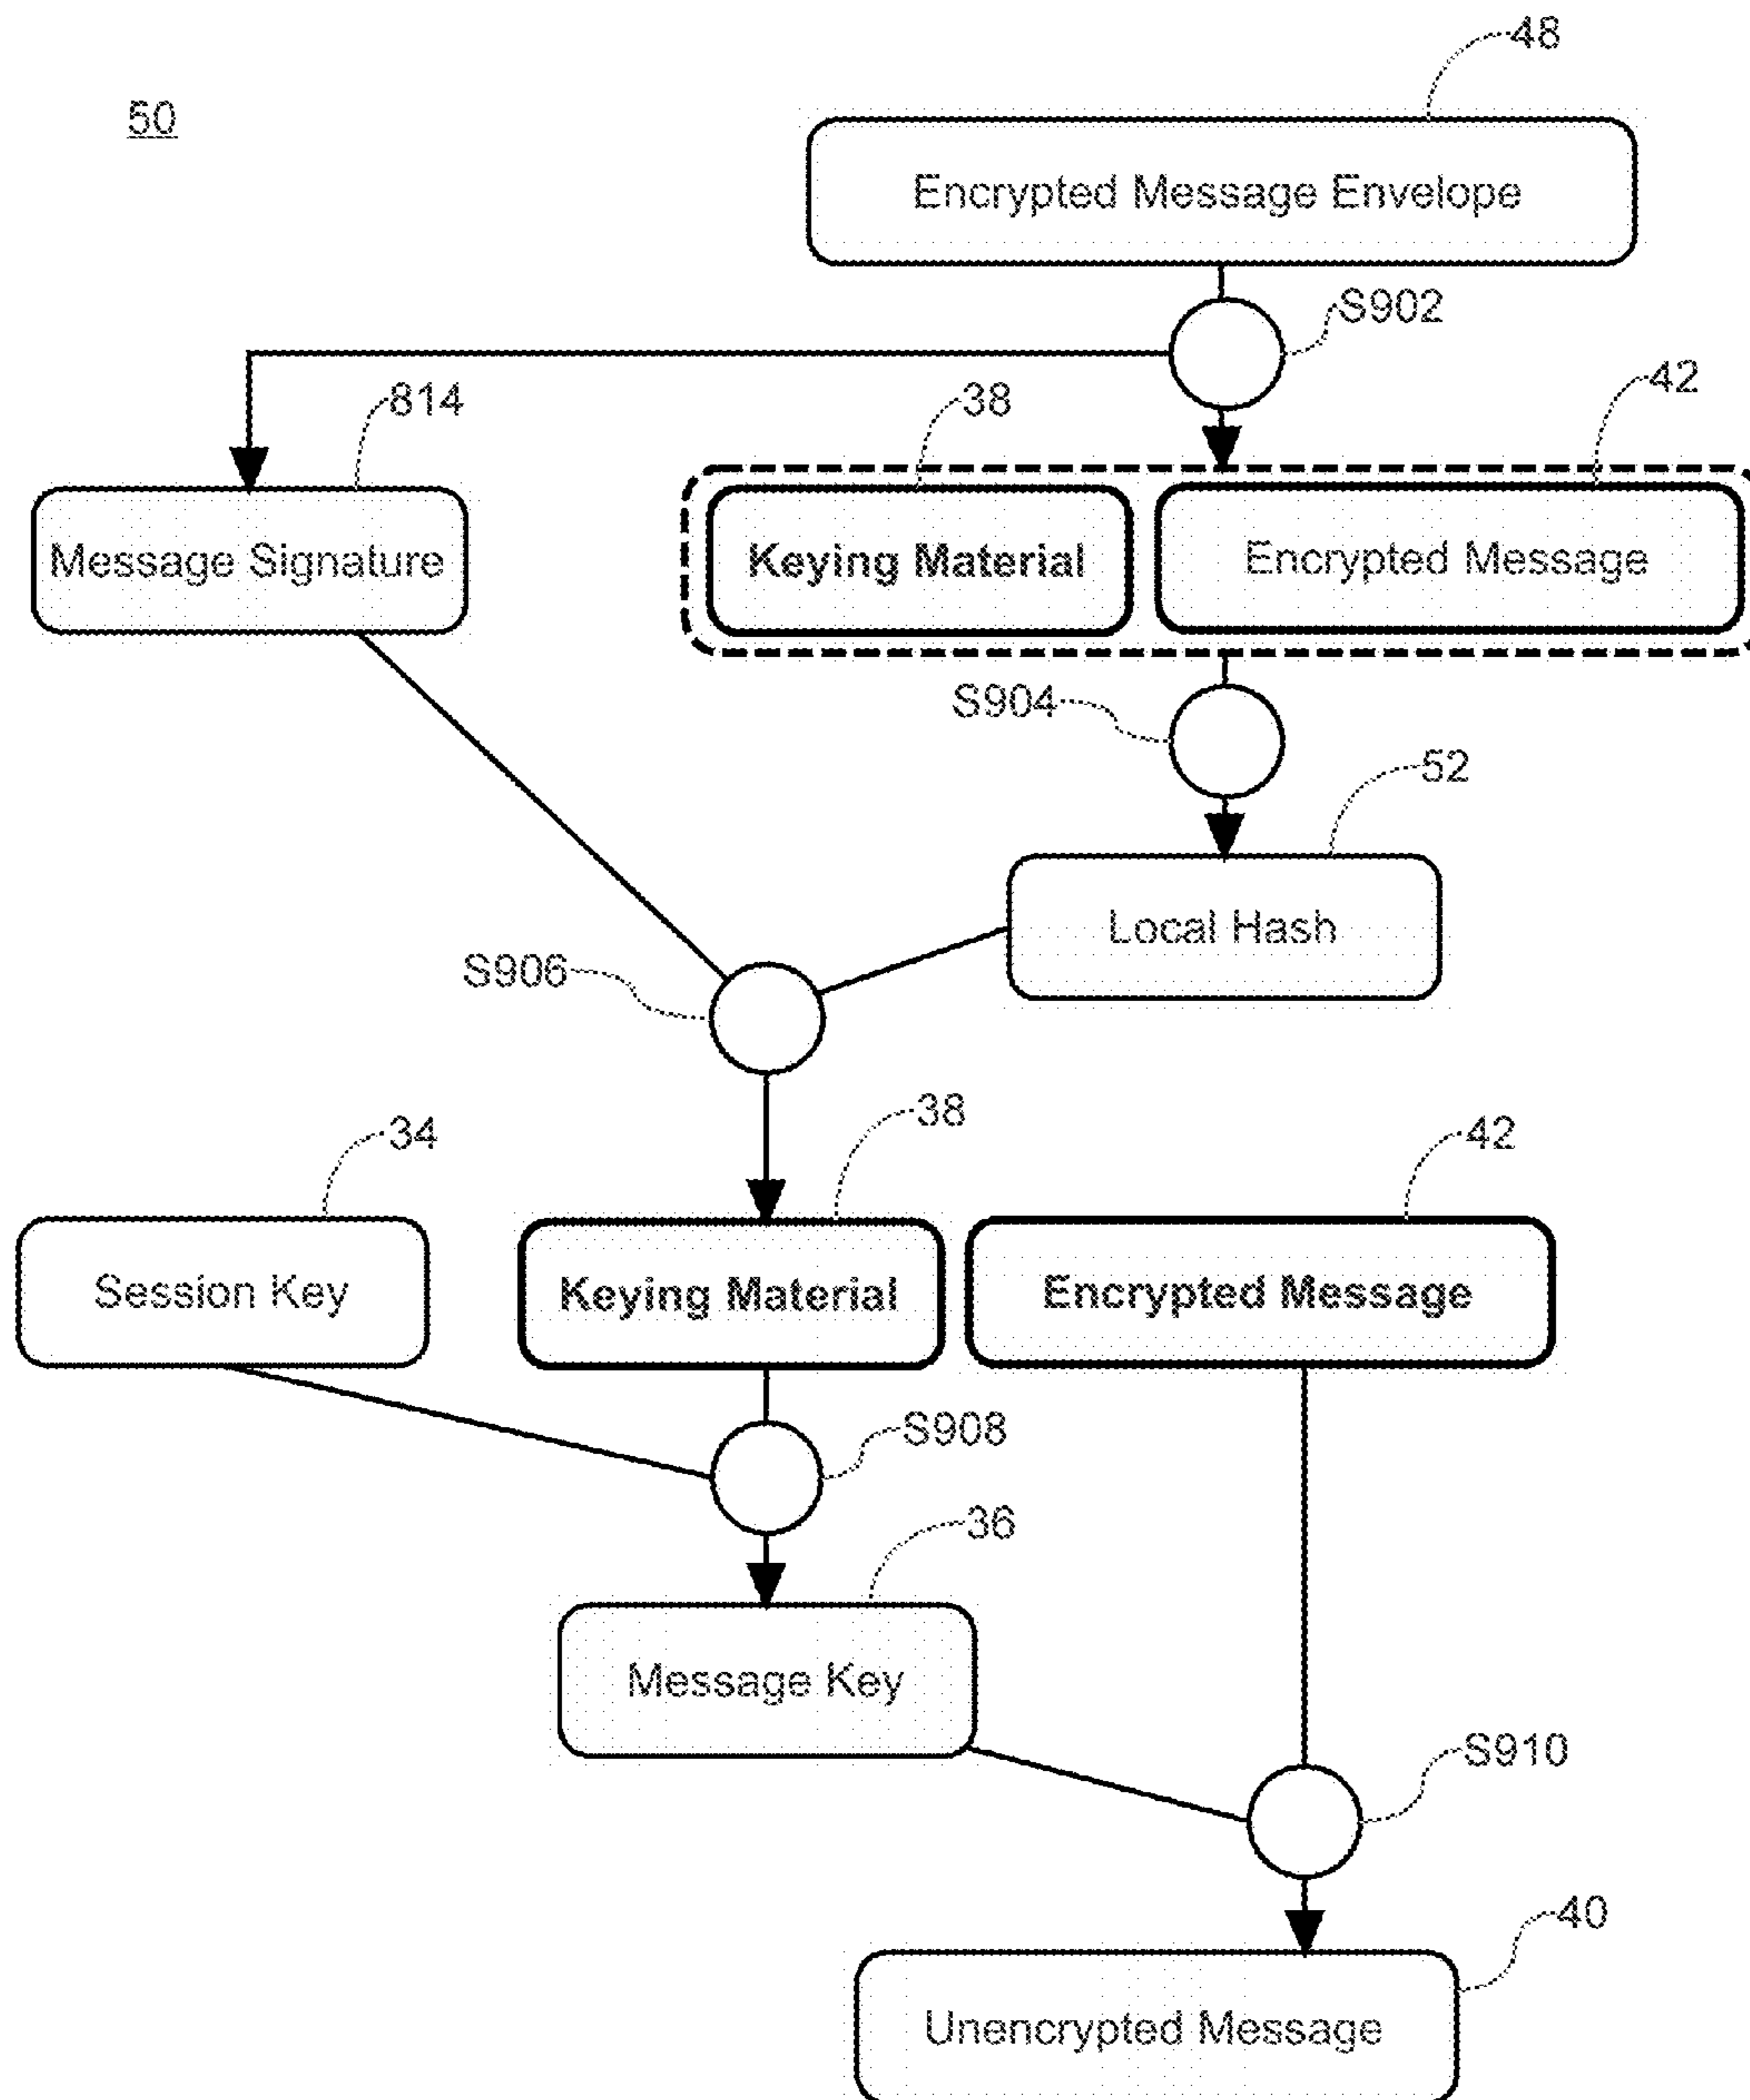 48
50
Encrypted Message Envelope
S902
814
38
42
Message Signature
Keying Material
Encrypted Message
S904
52
Local Hash
S906
34
38
42
Session Key
Keying Material
Encrypted Message
S908
36
Message Key
S910
40
Unencrypted Message